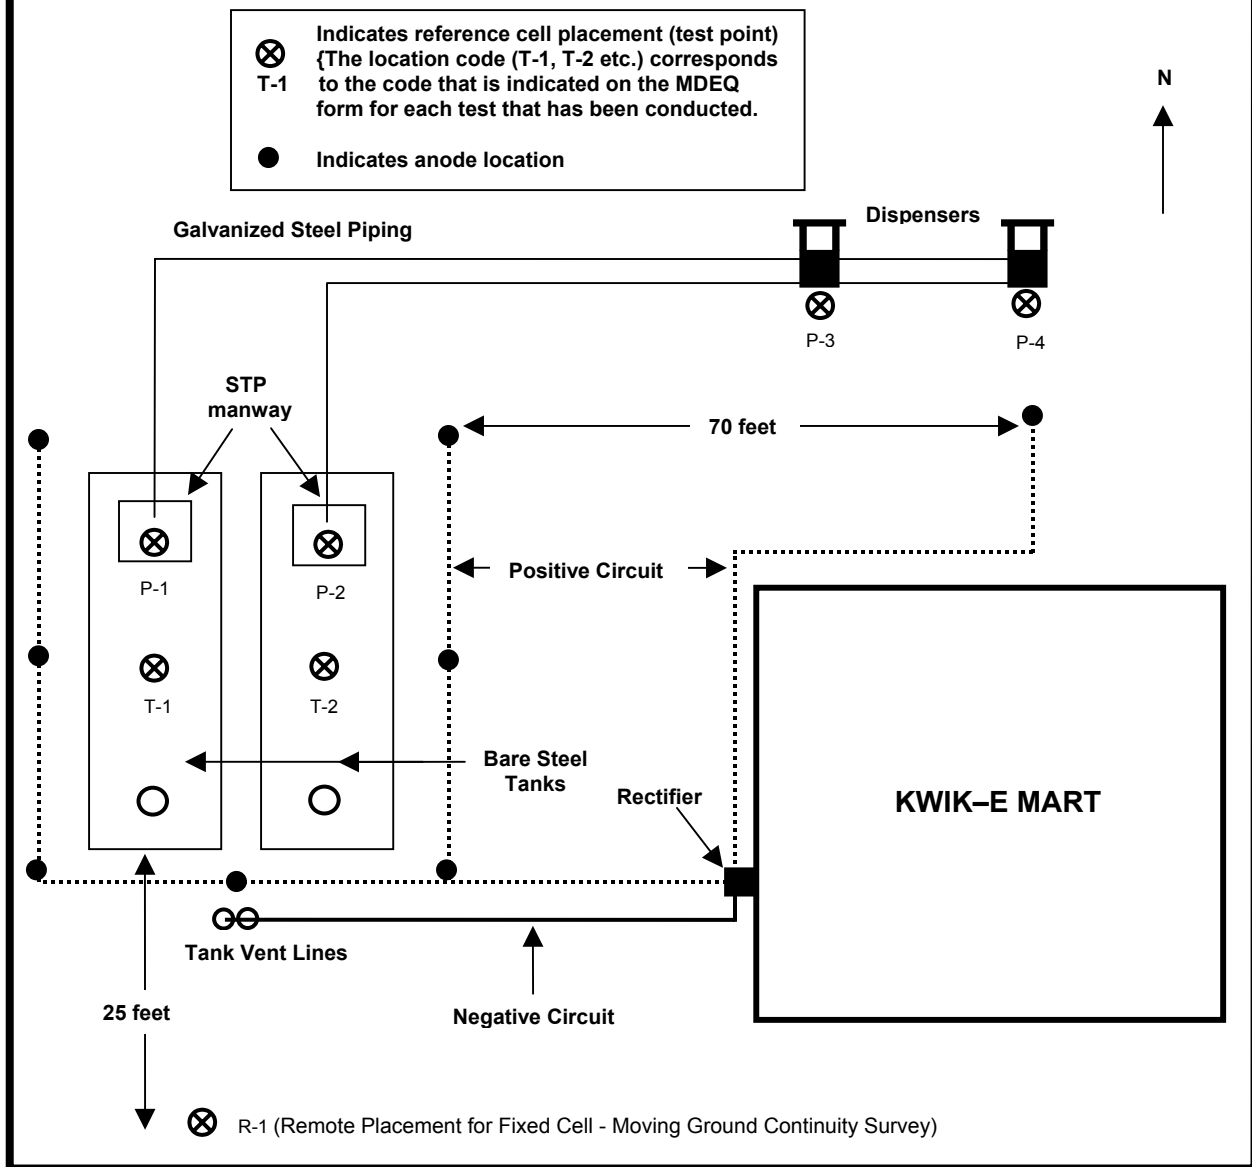 Indicates reference cell placement (test point)
{The location code (T-1, T-2 etc.) corresponds
T-1 to the code that is indicated on the MDEQ
form for each test that has been conducted.
Indicates anode location
N
Galvanized Steel Piping
Dispensers
P-3
P-4
STP
manway
70 feet
Positive Circuit
P-1
P-2
T-1
T-2
Bare Steel
Tanks
Rectifier
KWIK–E MART
Tank Vent Lines
25 feet
Negative Circuit
R-1 (Remote Placement for Fixed Cell - Moving Ground Continuity Survey)